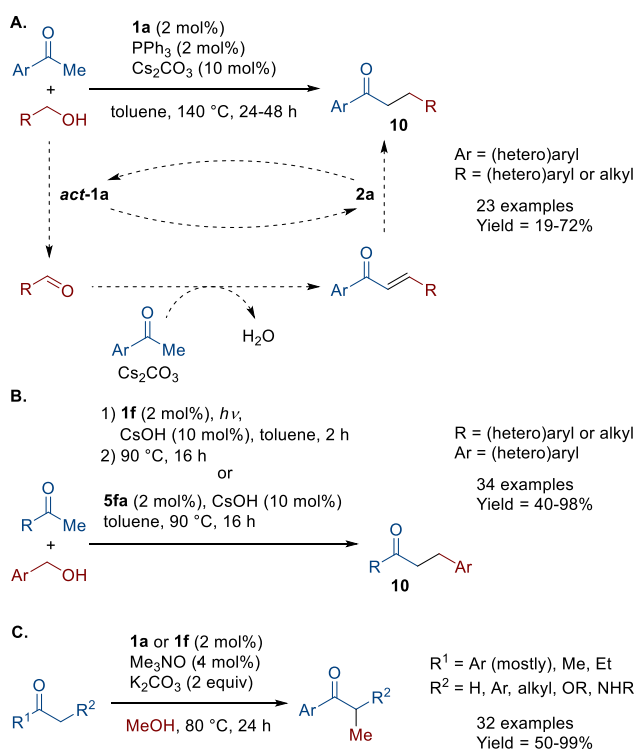 A.
1a (2 mol%)
PPh3 (2 mol%)
Cs2CO3 (10 mol%)
O
Ar Me
+
R OH
toluene, 140 °C, 24-48 h
O
Ar R
10
Ar = (hetero)aryl
R = (hetero)aryl or alkyl
23 examples
Yield = 19-72%
act-1a
2a
R O
O
Ar Me
Cs2CO3
H2O
O
Ar R
B.
1) 1f (2 mol%), hν,
CsOH (10 mol%), toluene, 2 h
2) 90 °C, 16 h
or
5fa (2 mol%), CsOH (10 mol%)
toluene, 90 °C, 16 h
O
R Me
+
Ar OH
O
R Ar
10
R = (hetero)aryl or alkyl
Ar = (hetero)aryl
34 examples
Yield = 40-98%
C.
1a or 1f (2 mol%)
Me3NO (4 mol%)
K2CO3 (2 equiv)
O
R1 R2
MeOH, 80 °C, 24 h
O
Ar R2
Me
R1 = Ar (mostly), Me, Et
R2 = H, Ar, alkyl, OR, NHR
32 examples
Yield = 50-99%